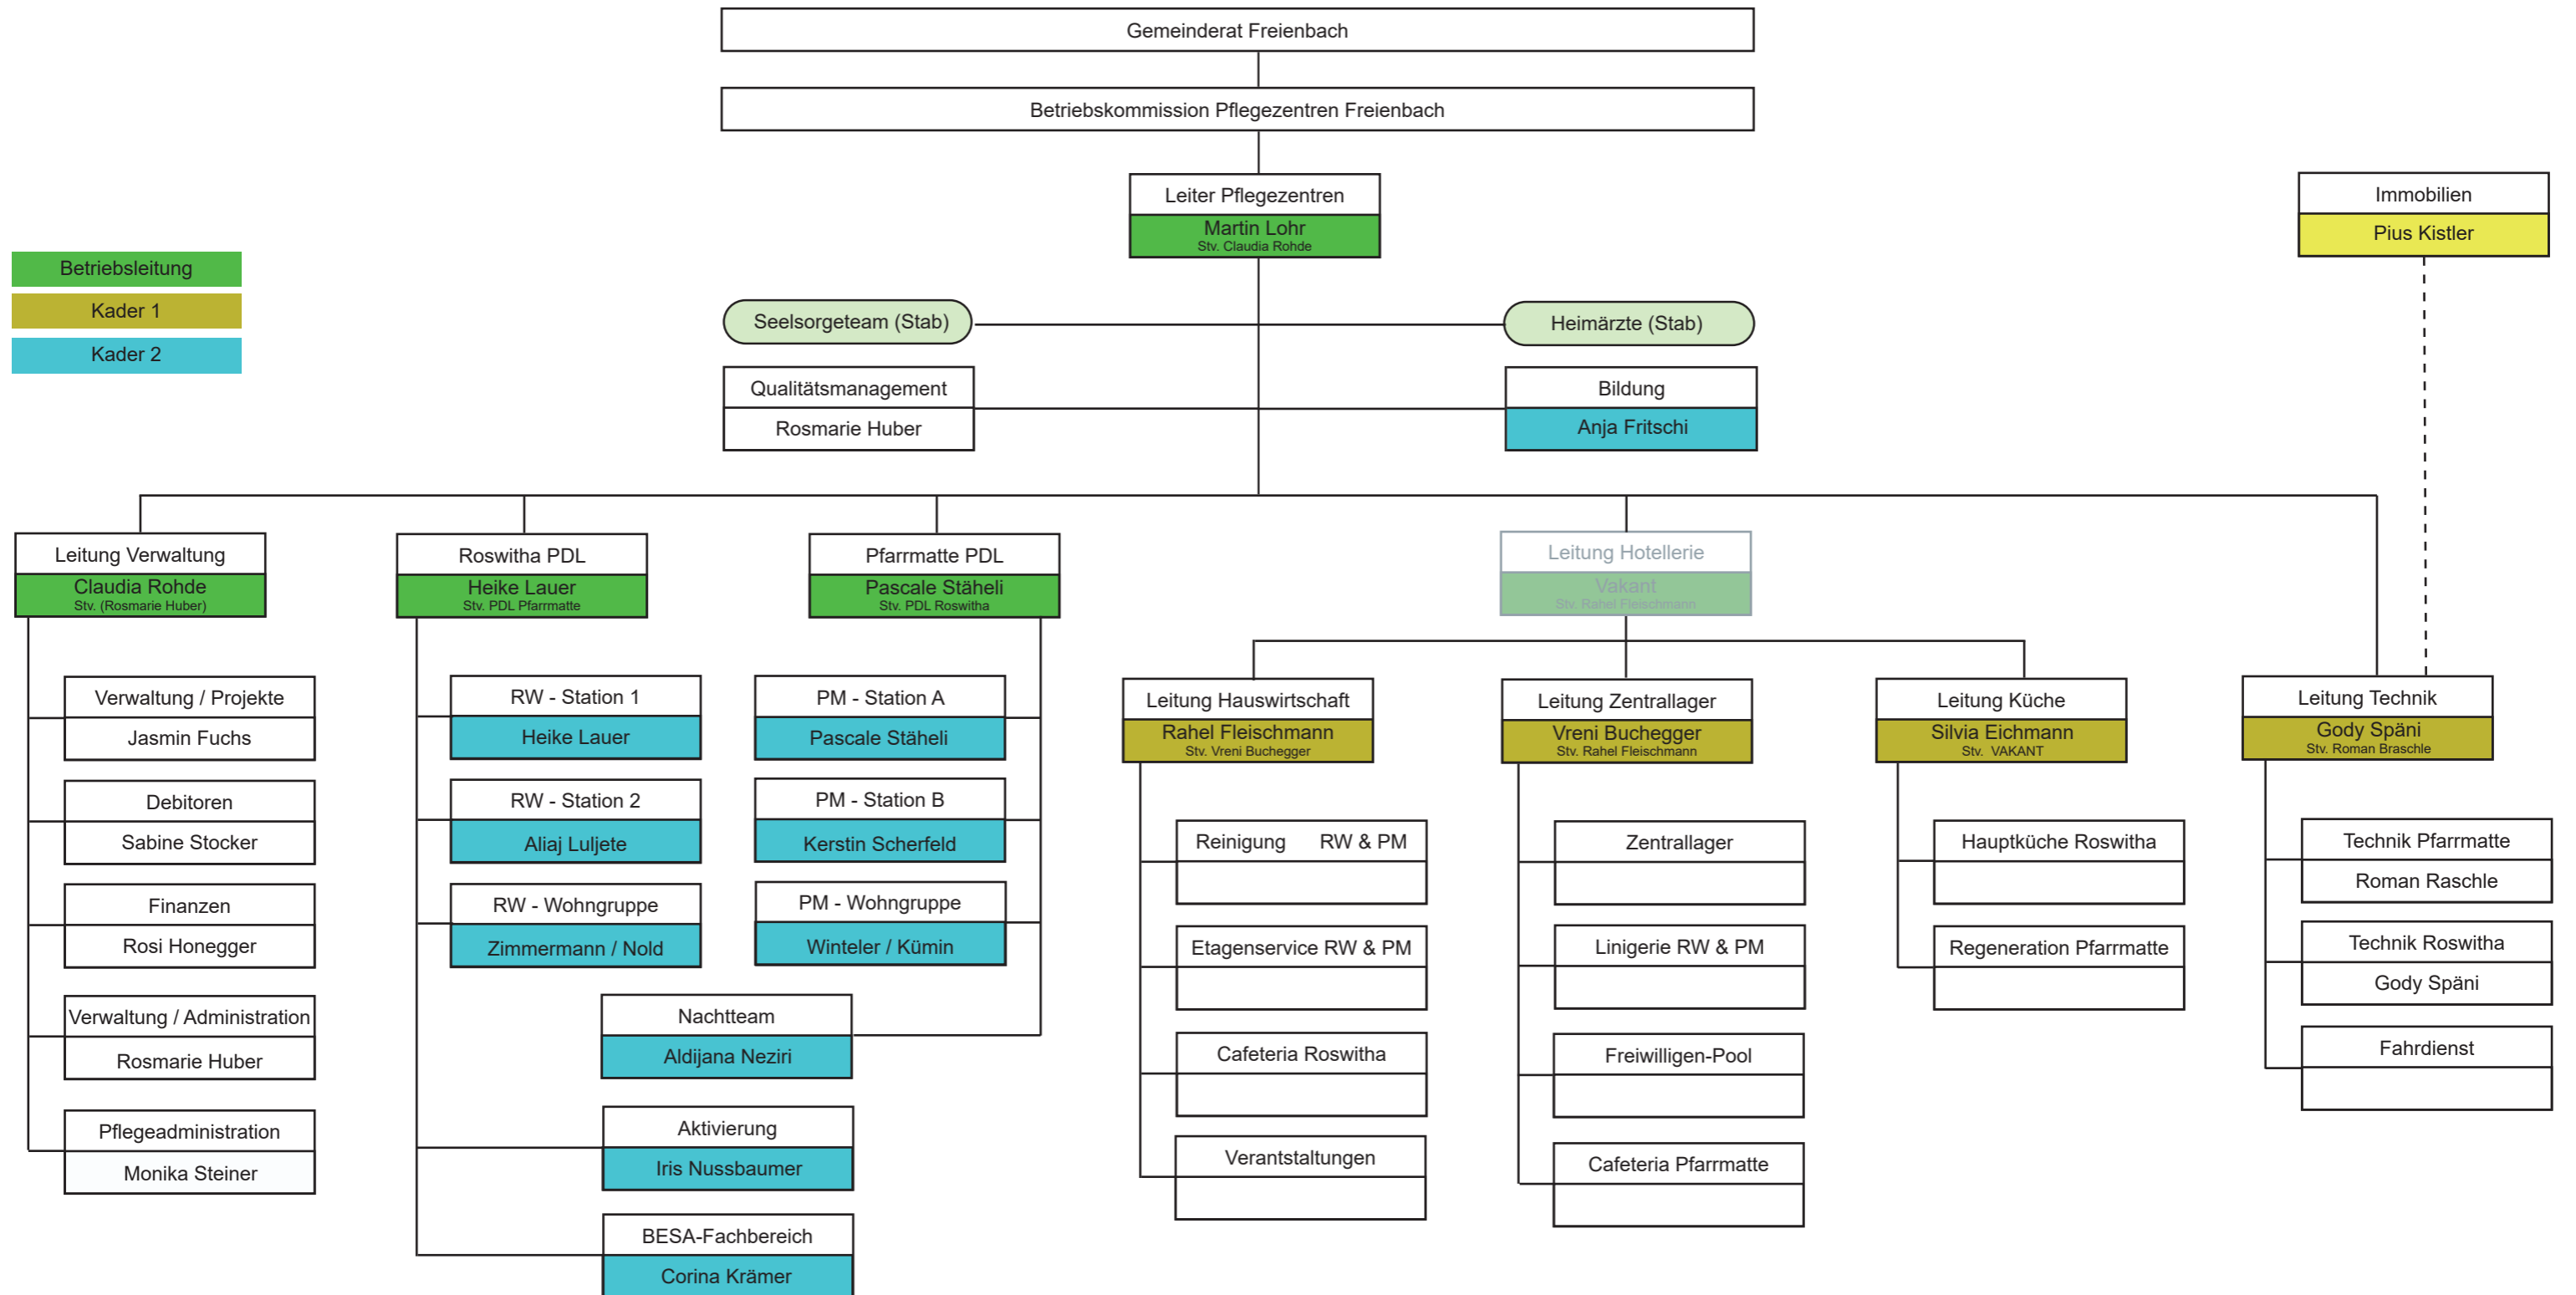 Gemeinderat Freienbach
Betriebskommission Pflegezentren Freienbach
Leiter Pflegezentren
Martin Lohr
Stv. Claudia Rohde
Immobilien
Pius Kistler
Betriebsleitung
Kader 1
Kader 2
Seelsorgeteam (Stab)
Heimärzte (Stab)
Qualitätsmanagement
Rosmarie Huber
Bildung
Anja Fritschi
Leitung Verwaltung
Claudia Rohde
Stv. (Rosmarie Huber)
Roswitha PDL
Heike Lauer
Stv. PDL Pfarrmatte
Pfarrmatte PDL
Pascale Stäheli
Stv. PDL Roswitha
Leitung Hotellerie
Vakant
Stv. Rahel Fleischmann
Verwaltung / Projekte
Jasmin Fuchs
Debitoren
Sabine Stocker
Finanzen
Rosi Honegger
Verwaltung / Administration
Rosmarie Huber
Pflegeadministration
Monika Steiner
RW - Station 1
Heike Lauer
RW - Station 2
Aliaj Luljete
RW - Wohngruppe
Zimmermann / Nold
PM - Station A
Pascale Stäheli
PM - Station B
Kerstin Scherfeld
PM - Wohngruppe
Winteler / Kümin
Nachtteam
Aldijana Neziri
Aktivierung
Iris Nussbaumer
BESA-Fachbereich
Corina Krämer
Leitung Hauswirtschaft
Rahel Fleischmann
Stv. Vreni Buchegger
Reinigung RW & PM
Etagenservice RW & PM
Cafeteria Roswitha
Verantstaltungen
Leitung Zentrallager
Vreni Buchegger
Stv. Rahel Fleischmann
Zentrallager
Linigerie RW & PM
Freiwilligen-Pool
Cafeteria Pfarrmatte
Leitung Küche
Silvia Eichmann
Stv. VAKANT
Hauptküche Roswitha
Regeneration Pfarrmatte
Leitung Technik
Gody Späni
Stv. Roman Braschle
Technik Pfarrmatte
Roman Raschle
Technik Roswitha
Gody Späni
Fahrdienst